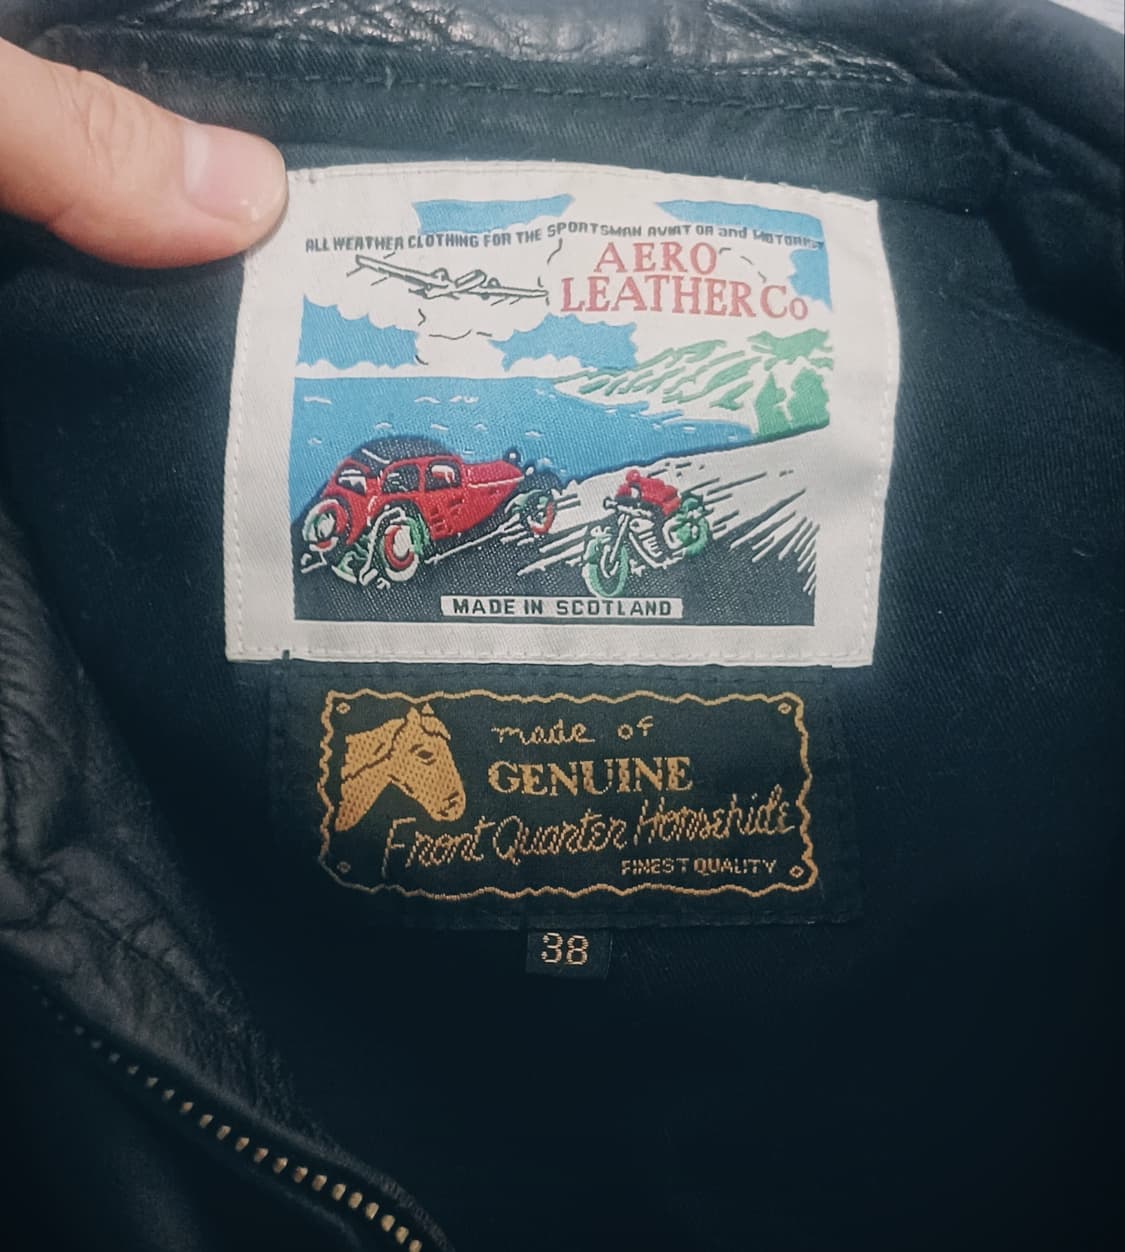 ALL WEATHER CLOTHING FOR THE SPORTSMAN AVIATOR and MOTORIST
AERO
LEATHER Co
MADE IN SCOTLAND
made of
GENUINE
Front Quarter Horsehide
FINEST QUALITY
38